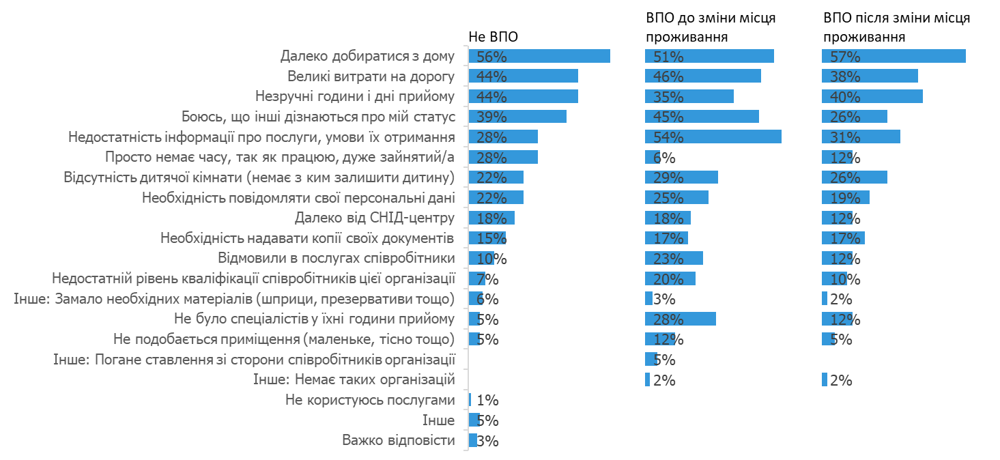 Не ВПО
ВПО до зміни місця
проживання
ВПО після зміни місця
проживання
Далеко добиратися з дому 56% 51% 57%
Великі витрати на дорогу 44% 46% 38%
Незручні години і дні прийому 44% 35% 40%
Боюсь, що інші дізнаються про мій статус 39% 45% 26%
Недостатність інформації про послуги, умови їх отримання 28% 54% 31%
Просто немає часу, так як працюю, дуже зайнятий/а 28% 6% 12%
Відсутність дитячої кімнати (немає з ким залишити дитину) 22% 29% 26%
Необхідність повідомляти свої персональні дані 22% 25% 19%
Далеко від СНІД-центру 18% 18% 12%
Необхідність надавати копії своїх документів 15% 17% 17%
Відмовили в послугах співробітники 10% 23% 12%
Недостатній рівень кваліфікації співробітників цієї організації 7% 20% 10%
Інше: Замало необхідних матеріалів (шприци, презервативи тощо) 6% 3% 2%
Не було спеціалістів у їхні години прийому 5% 28% 12%
Не подобається приміщення (маленьке, тісно тощо) 5% 12% 5%
Інше: Погане ставлення зі сторони співробітників організації 5%
Інше: Немає таких організацій 2% 2%
Не користуюсь послугами 1%
Інше 5%
Важко відповісти 3%